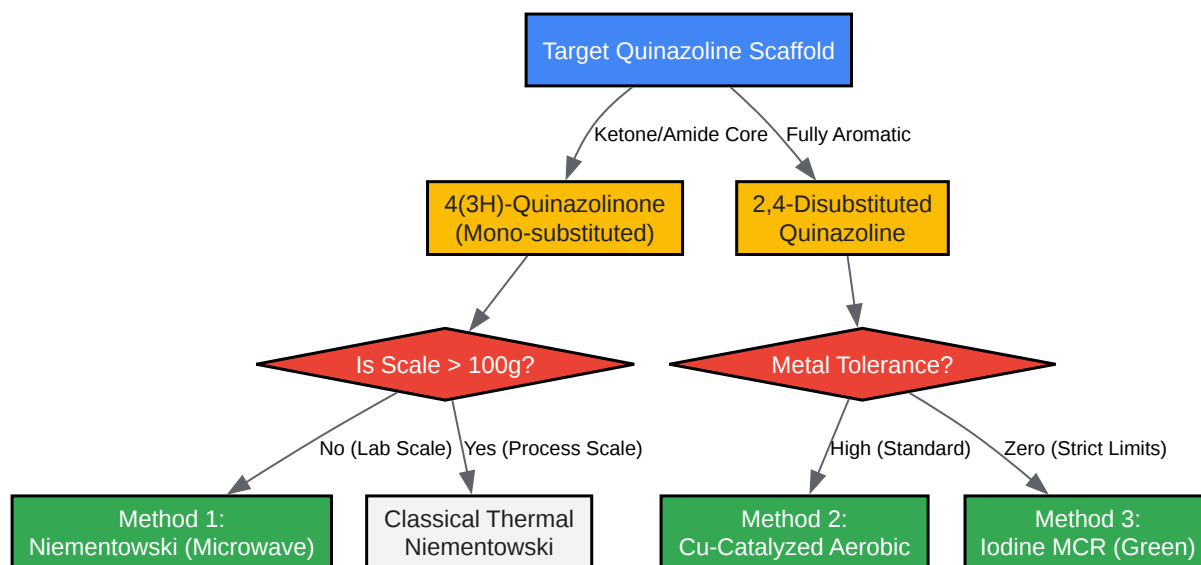 Target Quinazoline Scaffold
Ketone/Amide Core
Fully Aromatic
4(3H)-Quinazolinone
(Mono-substituted)
2,4-Disubstituted
Quinazoline
Is Scale > 100g?
Metal Tolerance?
No (Lab Scale)
Yes (Process Scale)
High (Standard)
Zero (Strict Limits)
Method 1:
Niementowski (Microwave)
Classical Thermal
Niementowski
Method 2:
Cu-Catalyzed Aerobic
Method 3:
Iodine MCR (Green)